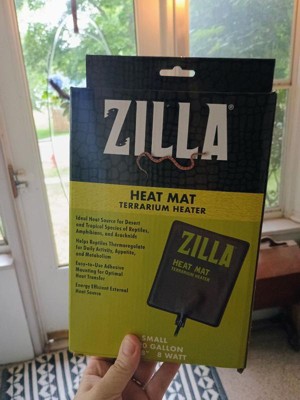 ZILLA®
HEAT MAT
TERRARIUM HEATER
Ideal Heat Source for Desert
and Tropical Species of Reptiles,
Amphibians, and Arachnids
Helps Reptiles Thermoregulate
for Daily Activity, Appetite,
and Metabolism
Easy-to-Use Adhesive
Mounting for Optimal
Heat Transfer
Energy Efficient External
Heat Source
ZILLA
HEAT MAT
TERRARIUM HEATER
SMALL
GALLON
8 WATT